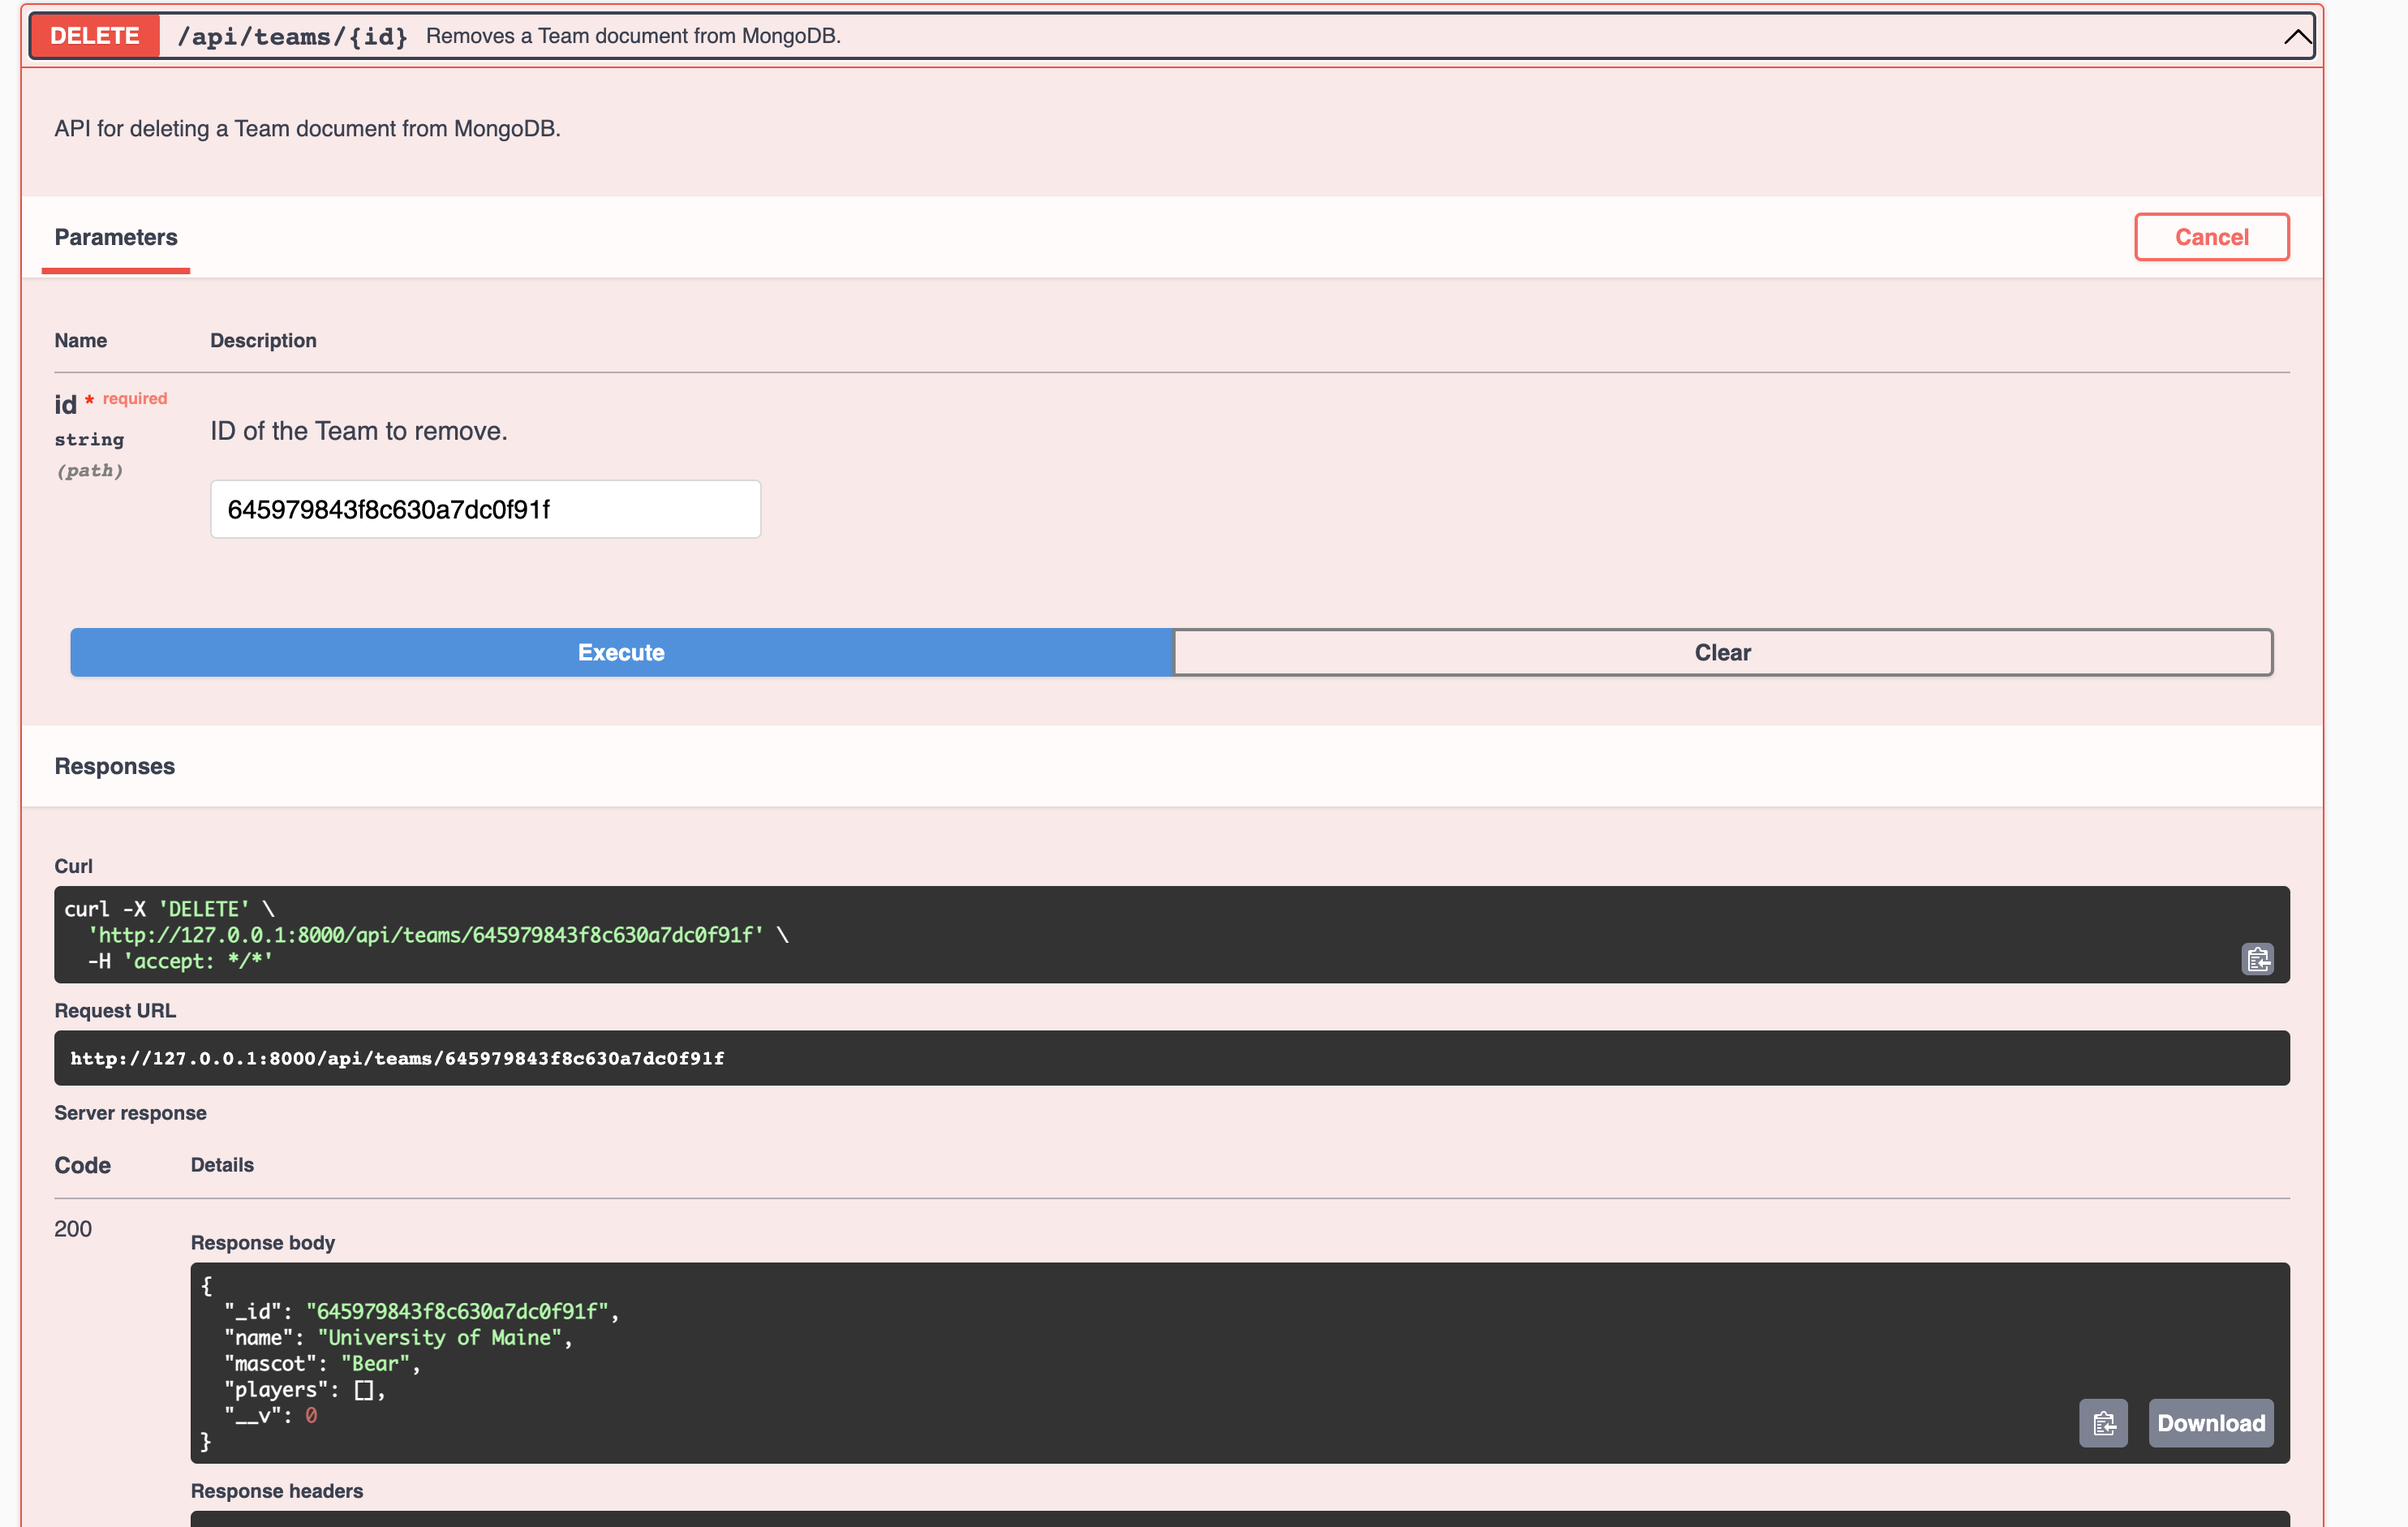 DELETE /api/teams/{id} Removes a Team document from MongoDB.
API for deleting a Team document from MongoDB.
Parameters
Cancel
Name Description
id * required
string
(path)
ID of the Team to remove.
645979843f8c630a7dc0f91f
Execute
Clear
Responses
Curl
curl -X 'DELETE' \
  'http://127.0.0.1:8000/api/teams/645979843f8c630a7dc0f91f' \
  -H 'accept: */*'
Request URL
http://127.0.0.1:8000/api/teams/645979843f8c630a7dc0f91f
Server response
Code Details
200
Response body
{
  "_id": "645979843f8c630a7dc0f91f",
  "name": "University of Maine",
  "mascot": "Bear",
  "players": [],
  "__v": 0
}
Download
Response headers